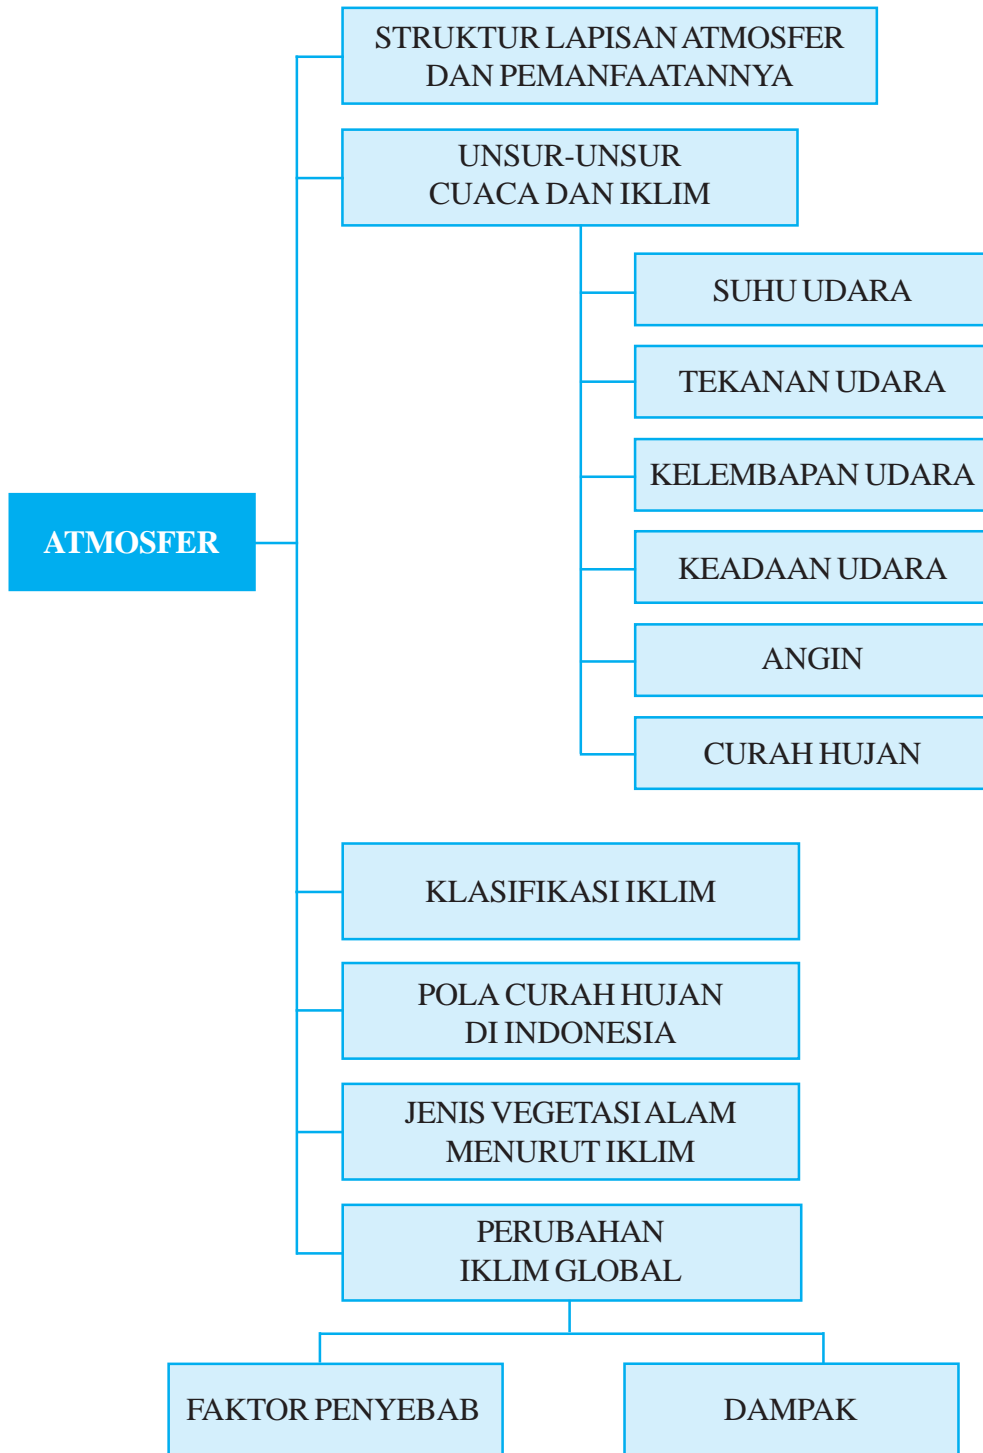 STRUKTUR LAPISAN ATMOSFER
DAN PEMANFAATANNYA
UNSUR-UNSUR
CUACA DAN IKLIM
SUHU UDARA
TEKANAN UDARA
KELEMBAPAN UDARA
ATMOSFER
KEADAAN UDARA
ANGIN
CURAH HUJAN
KLASIFIKASI IKLIM
POLA CURAH HUJAN
DI INDONESIA
JENIS VEGETASI ALAM
MENURUT IKLIM
PERUBAHAN
IKLIM GLOBAL
FAKTOR PENYEBAB
DAMPAK